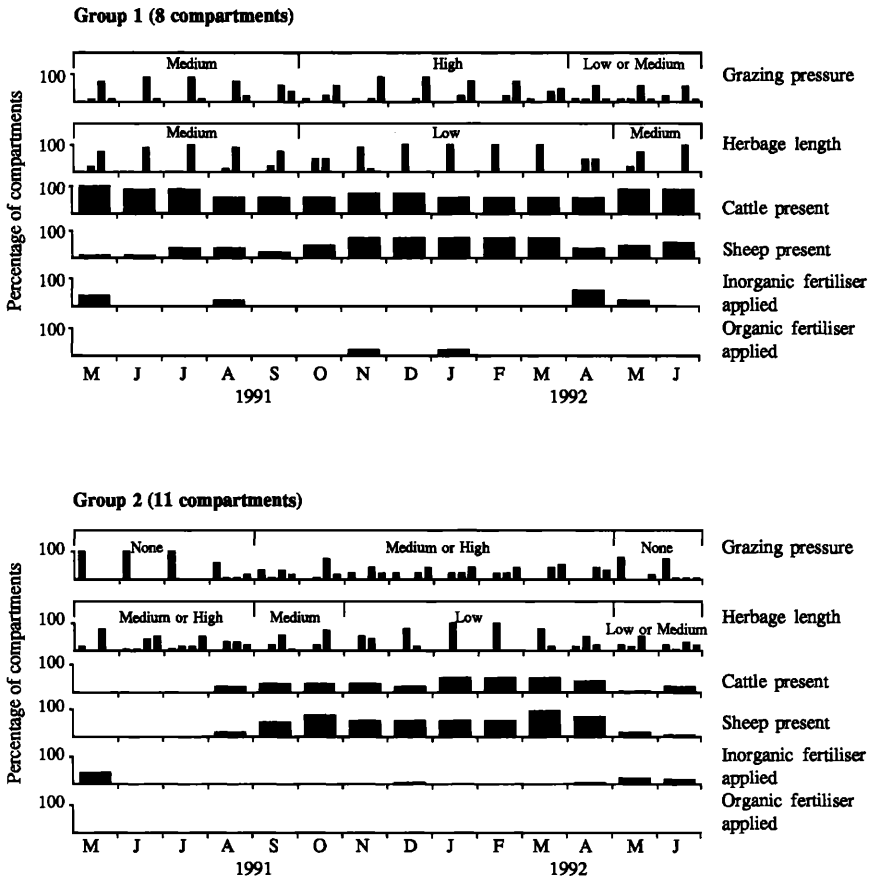 Group 1 (8 compartments)
Medium High Low or Medium
100
Grazing pressure
Medium Low Medium
100
Herbage length
100
Cattle present
100
Sheep present
100
Inorganic fertiliser
applied
100
Organic fertiliser
applied
Percentage of compartments
M J J A S O N D J F M A M J
1991 1992
Group 2 (11 compartments)
None Medium or High None
100
Grazing pressure
Medium or High Medium Low Low or Medium
100
Herbage length
100
Cattle present
100
Sheep present
100
Inorganic fertiliser
applied
100
Organic fertiliser
applied
Percentage of compartments
M J J A S O N D J F M A M J
1991 1992